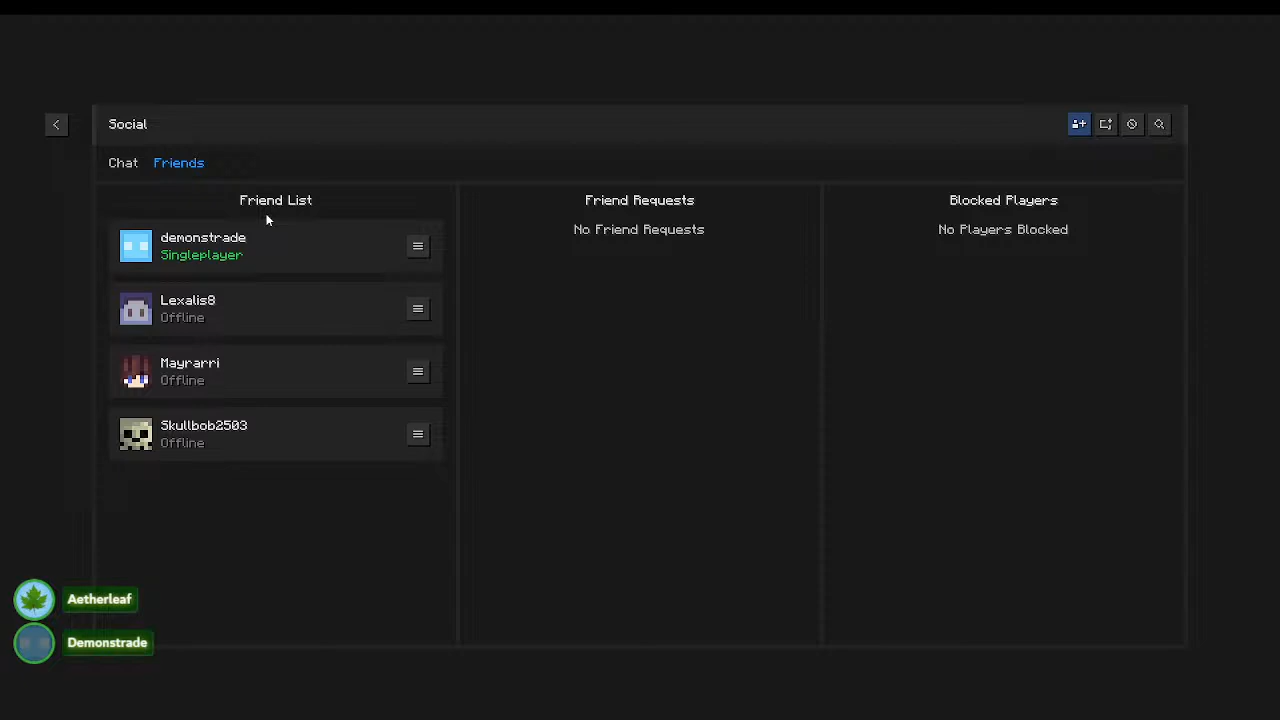 Social
Chat Friends
Friend List
demonstrade
Singleplayer
Lexalis8
Offline
Mayrarri
Offline
Skullbob2503
Offline
Friend Requests
No Friend Requests
Blocked Players
No Players Blocked
Aetherleaf
Demonstrade